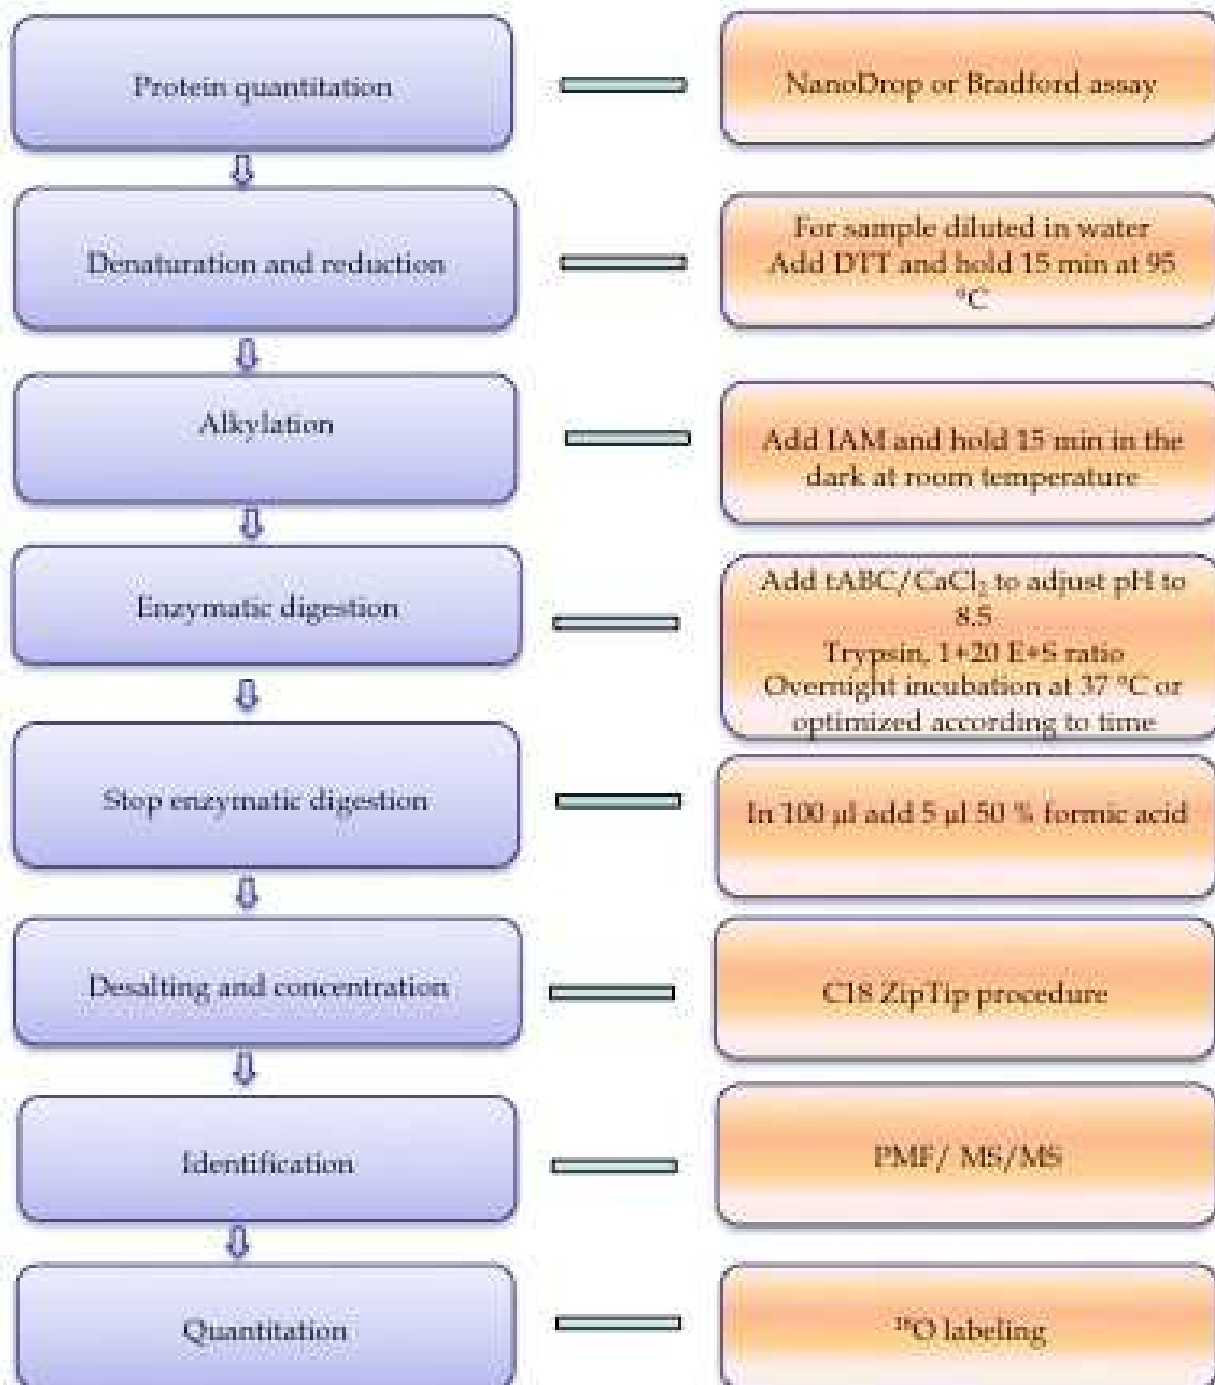 Protein quantitation
NanoDrop or Bradford assay
Denaturation and reduction
For sample diluted in water
Add DTT and hold 15 min at 95
°C
Alkylation
Add IAM and hold 15 min in the
dark at room temperature
Enzymatic digestion
Add tABC/CaCl₂ to adjust pH to
8.5
Trypsin, 1+20 E+S ratio
Overnight incubation at 37 °C or
optimized according to time
Stop enzymatic digestion
In 100 µl add 5 µl 50 % formic acid
Desalting and concentration
C18 ZipTip procedure
Identification
PMF/ MS/MS
Quantitation
¹⁸O labeling